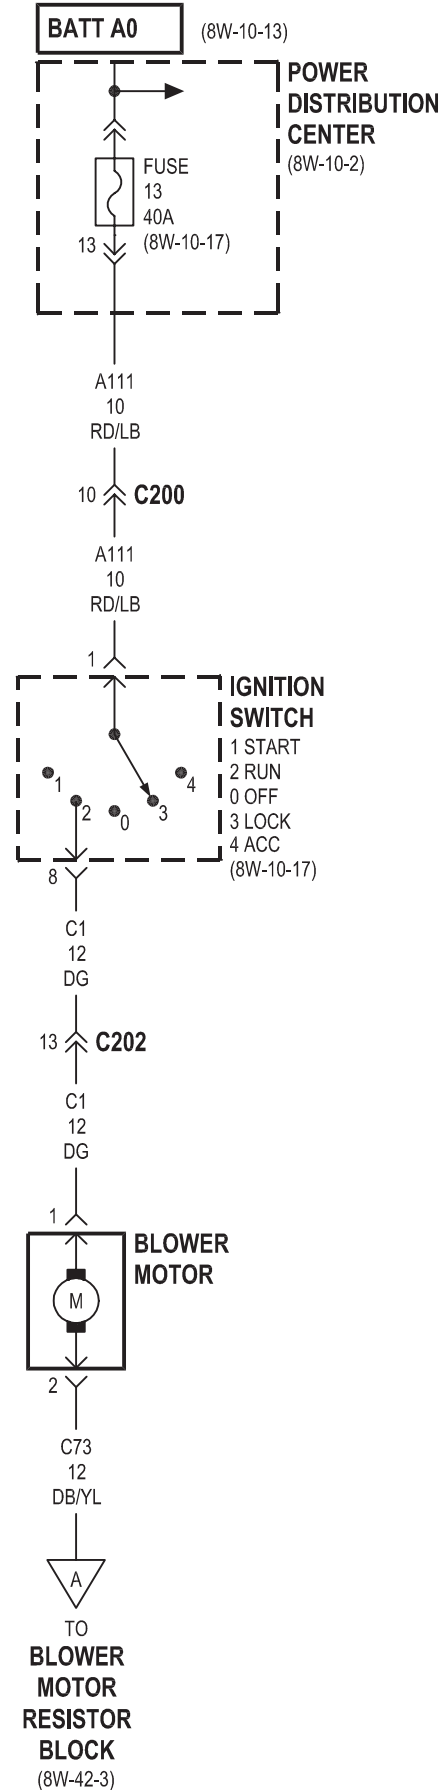 BATT A0
(8W-10-13)
POWER
DISTRIBUTION
CENTER
(8W-10-2)
FUSE
13
40A
(8W-10-17)
13
A111
10
RD/LB
10
C200
A111
10
RD/LB
1
IGNITION
SWITCH
1 START
2 RUN
0 OFF
3 LOCK
4 ACC
(8W-10-17)
1
2
0
3
4
8
C1
12
DG
13
C202
C1
12
DG
1
BLOWER
MOTOR
M
2
C73
12
DB/YL
A
TO
BLOWER
MOTOR
RESISTOR
BLOCK
(8W-42-3)